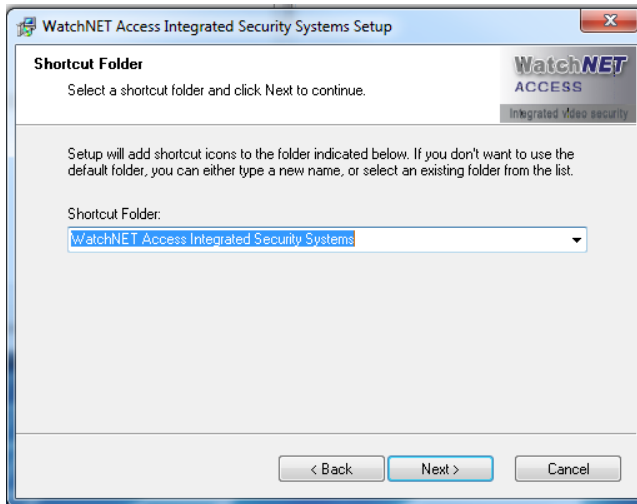 WatchNET Access Integrated Security Systems Setup
Shortcut Folder
Select a shortcut folder and click Next to continue.
WatchNET
ACCESS
Integrated video security
Setup will add shortcut icons to the folder indicated below. If you don't want to use the
default folder, you can either type a new name, or select an existing folder from the list.
Shortcut Folder:
WatchNET Access Integrated Security Systems
< Back
Next >
Cancel